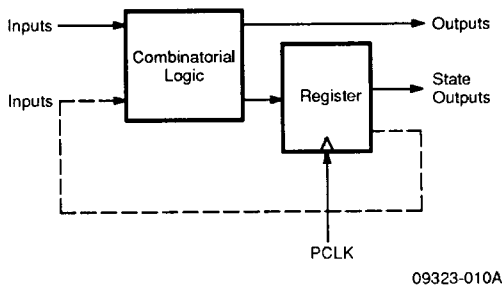 Inputs
Outputs
Combinatorial
Logic
Inputs
Register
State
Outputs
PCLK
09323-010A